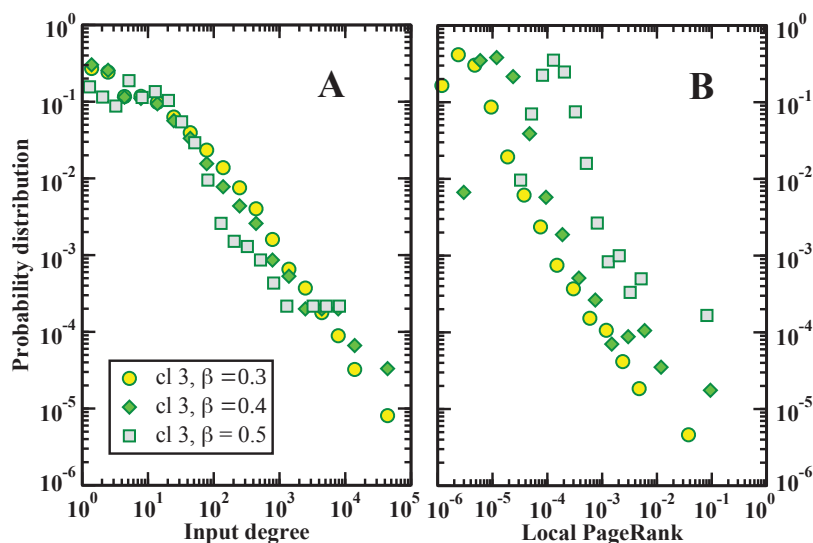 A
B
Probability distribution
10^0
10^-1
10^-2
10^-3
10^-4
10^-5
10^-6
cl 3, β = 0.3
cl 3, β = 0.4
cl 3, β = 0.5
10^0 10^1 10^2 10^3 10^4 10^5
Input degree
10^-6 10^-5 10^-4 10^-3 10^-2 10^-1 10^0
Local PageRank
10^0
10^-1
10^-2
10^-3
10^-4
10^-5
10^-6